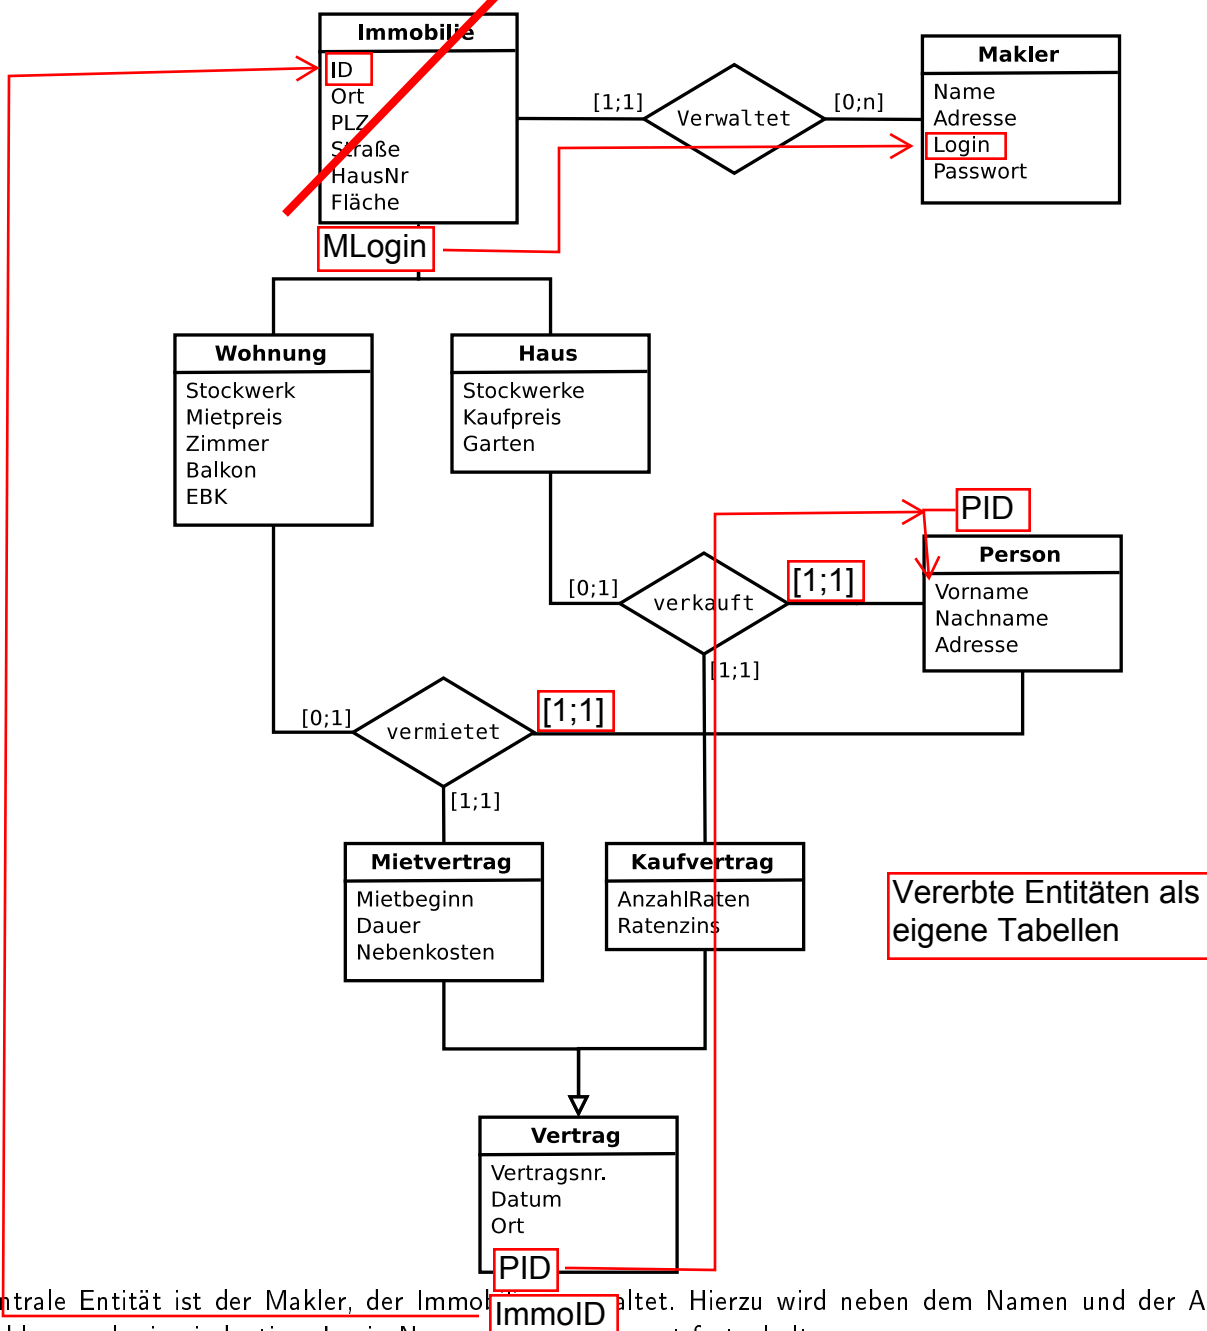 Immobilie
ID
Ort
PLZ
Straße
HausNr
Fläche
MLogin
[1;1]
Verwaltet
[0;n]
Makler
Name
Adresse
Login
Passwort
Wohnung
Stockwerk
Mietpreis
Zimmer
Balkon
EBK
Haus
Stockwerke
Kaufpreis
Garten
PID
Person
Vorname
Nachname
Adresse
[0;1]
verkauft
[1;1]
[1;1]
[0;1]
vermietet
[1;1]
[1;1]
Mietvertrag
Mietbeginn
Dauer
Nebenkosten
Kaufvertrag
AnzahlRaten
Ratenzins
Vererbte Entitäten als
eigene Tabellen
Vertrag
Vertragsnr.
Datum
Ort
PID
ImmoID
ntrale Entität ist der Makler, der Immob altet. Hierzu wird neben dem Namen und der A